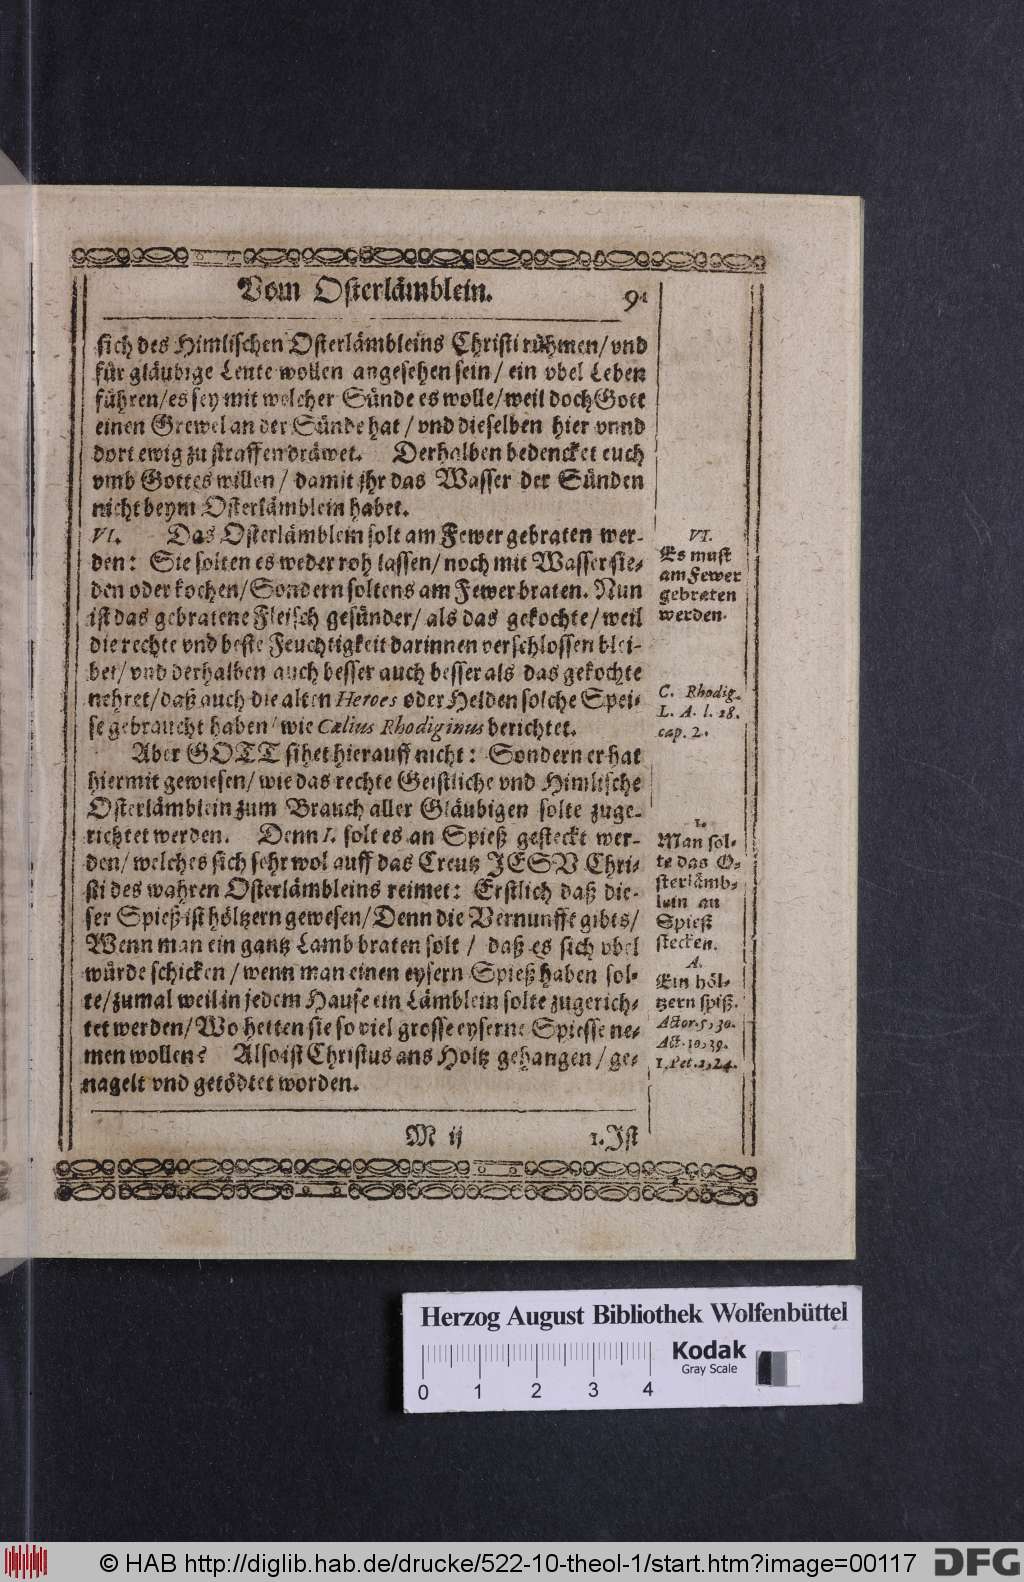 Vom Osterlämblein.
91
sich des Himlischen Osterlämbleins Christi rühmen/ vnd
für gläubige Leute wollen angesehen sein/ ein vbel Leben
führen/ es sey mit welcher Sünde es wolle/ weil doch Gott
einen Grewel an der Sünde hat/ vnd dieselben hier vnnd
dort ewig zu straffen dräwet. Derhalben bedencket euch
vmb Gottes willen/ damit jhr das Wasser der Sünden
nicht beym Osterlämblein habet.
VI. Das Osterlämblein solt am Fewer gebraten wer-
den: Sie solten es weder roh lassen/ noch mit Wasser sie-
den oder kochen/ Sondern soltens am Fewer braten. Nun
ist das gebratene Fleisch gesünder/ als das gekochte/ weil
die rechte vnd beste Feuchtigkeit darinnen verschlossen blei-
bet/ vnd derhalben auch besser auch besser als das gekochte
nehret/ daß auch die alten Heroes oder Helden solche Spei-
se gebraucht haben/ wie Cælius Rhodiginus berichtet.
Aber GOTT sihet hierauff nicht: Sondern er hat
hiermit gewiesen/ wie das rechte Geistliche vnd Himlische
Osterlämblein zum Brauch aller Gläubigen solte zuge-
richtet werden. Denn I. solt es an Spieß gesteckt wer-
den/ welches sich sehr wol auff das Creutz JESV Chri-
sti des wahren Osterlämbleins reimet: Erstlich daß die-
ser Spieß ist höltzern gewesen/ Denn die Vernunfft gibts/
Wenn man ein gantz Lamb braten solt/ daß es sich vbel
würde schicken/ wenn man einen eysern Spieß haben sol-
te/ zumal weil in jedem Hause ein Lämblein solte zugerich-
tet werden/ Wo hetten sie so viel grosse eyserne Spiesse ne-
men wollen? Also ist Christus ans Holtz gehangen/ ge-
nagelt vnd getödtet worden.
M ij
1. Ist
VI.
Es must
am Fewer
gebraten
werden.
C. Rhodig.
L. A. l. 28.
cap. 2.
1.
Man sol-
te das O-
sterlämb-
lein an
Spieß
stecken.
A.
Ein höl-
tzern spiß.
Actor. 5, 30.
Act. 10, 39.
1. Pet. 2, 24.
Herzog August Bibliothek Wolfenbüttel
Kodak
Gray Scale
0 1 2 3 4
© HAB http://diglib.hab.de/drucke/522-10-theol-1/start.htm?image=00117
DFG